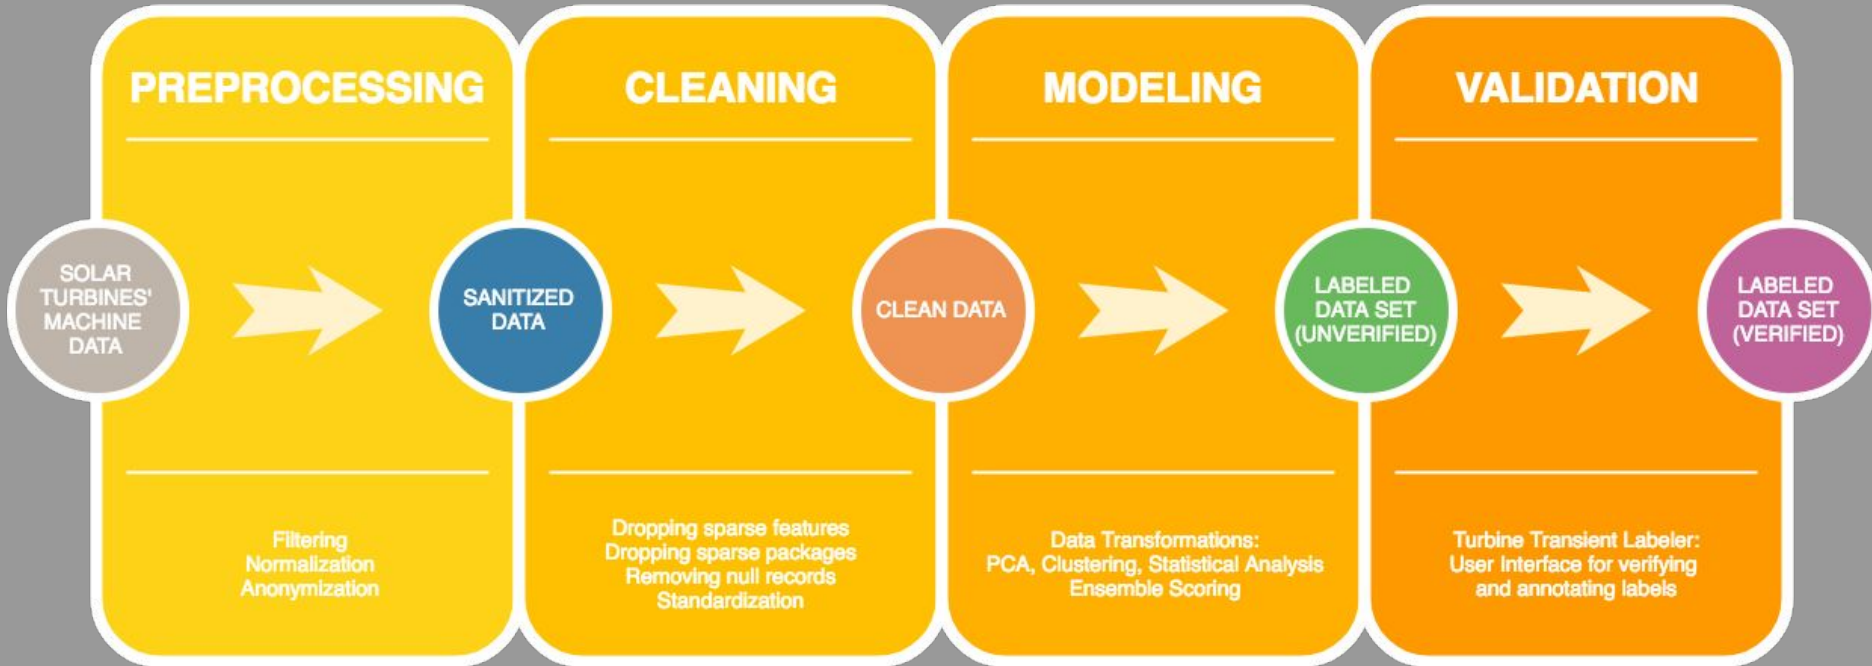 PREPROCESSING
CLEANING
MODELING
VALIDATION
SOLAR
TURBINES'
MACHINE
DATA
SANITIZED
DATA
CLEAN DATA
LABELED
DATA SET
(UNVERIFIED)
LABELED
DATA SET
(VERIFIED)
Filtering
Normalization
Anonymization
Dropping sparse features
Dropping sparse packages
Removing null records
Standardization
Data Transformations:
PCA, Clustering, Statistical Analysis
Ensemble Scoring
Turbine Transient Labeler:
User Interface for verifying
and annotating labels